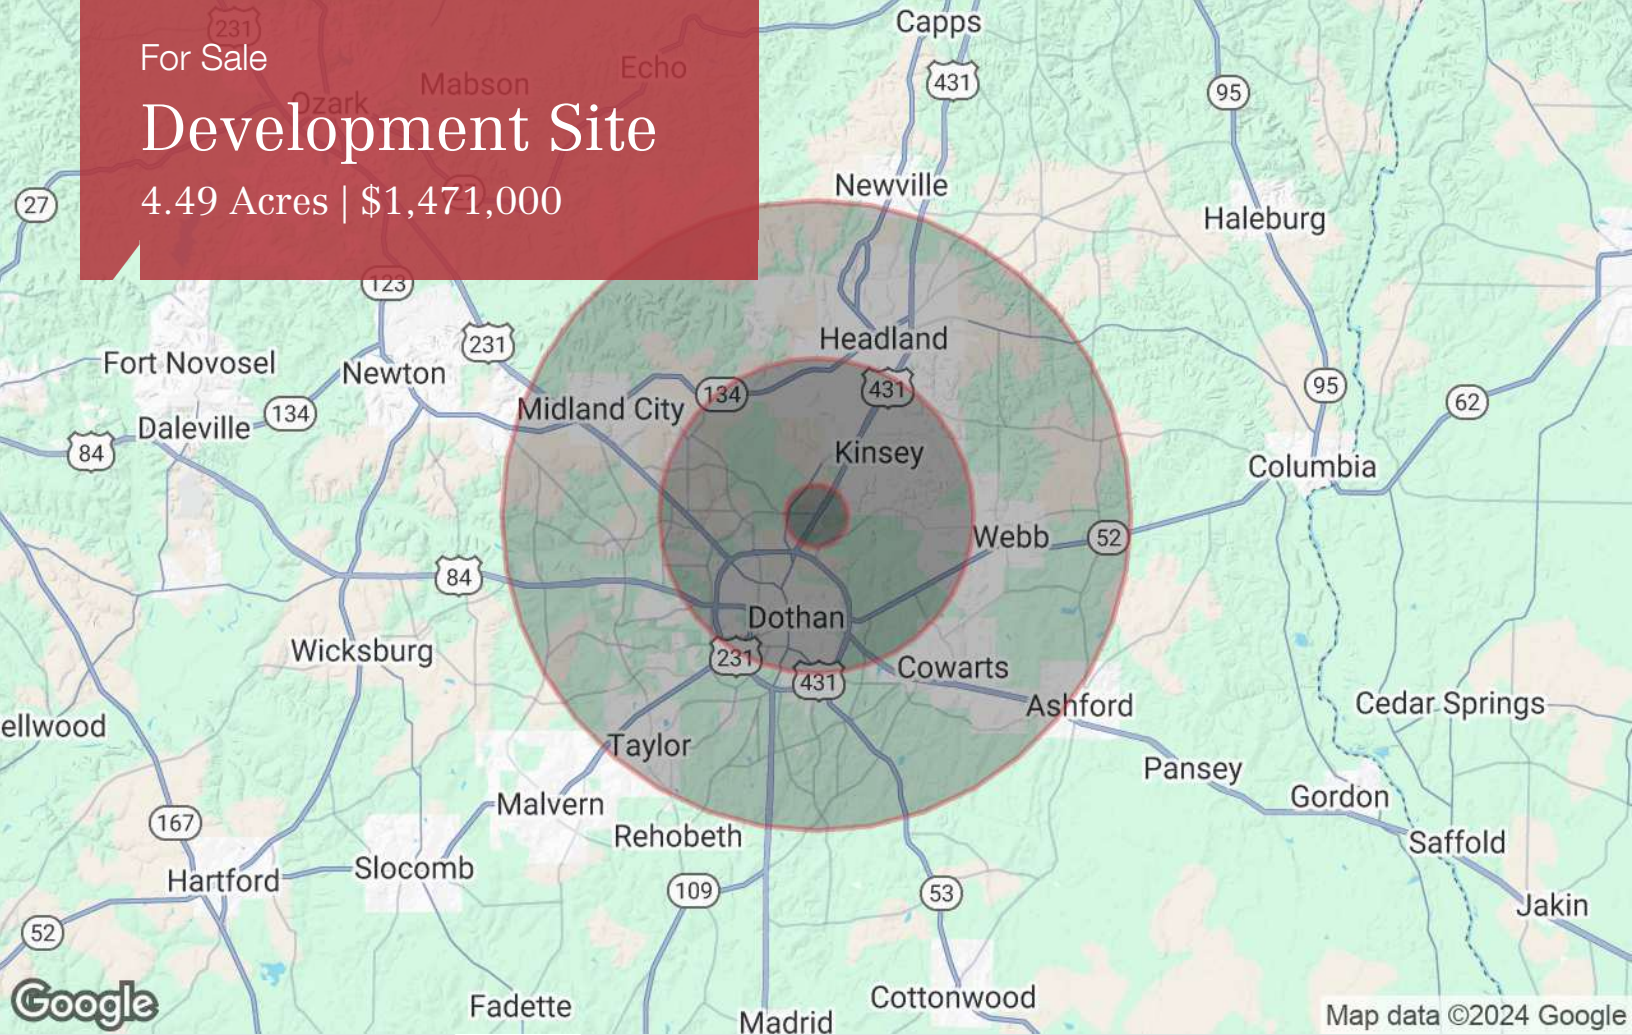 For Sale
Development Site
4.49 Acres | $1,471,000
231
Mabson
Echo
Ozark
Capps
431
95
27
Newville
Haleburg
123
231
Headland
Fort Novosel
Newton
134
431
95
62
Midland City
134
Daleville
84
Kinsey
Columbia
Webb
52
84
Dothan
Wicksburg
231
431
Cowarts
Ashford
Cedar Springs
ellwood
Taylor
Pansey
Gordon
Malvern
167
Rehobeth
Saffold
Slocomb
Hartford
109
53
Jakin
52
Google
Fadette
Cottonwood
Madrid
Map data ©2024 Google